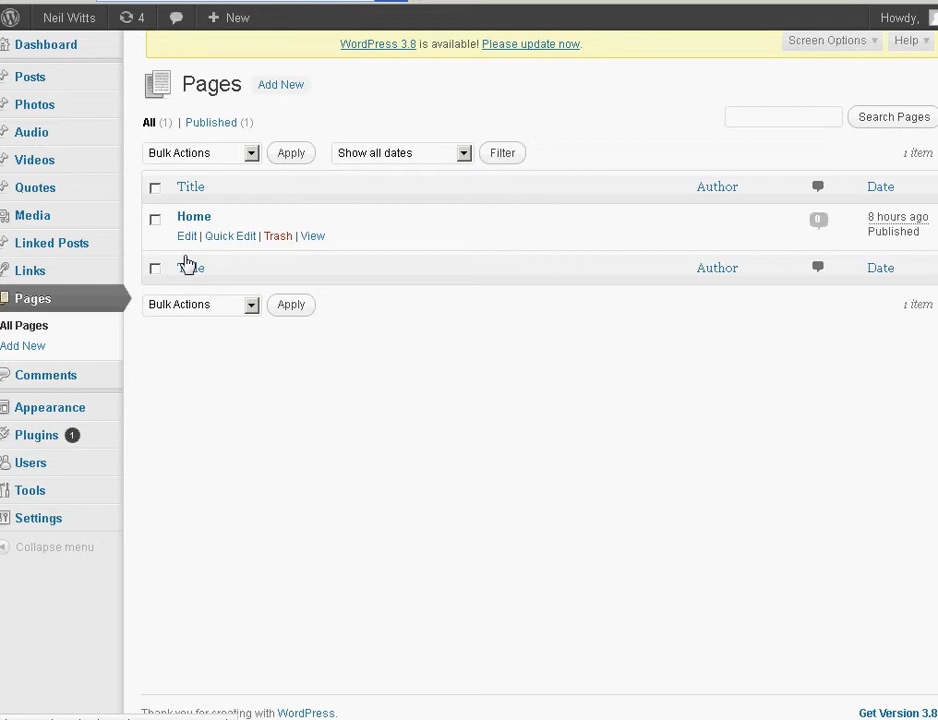 Neil Witts 4 + New Howdy,
WordPress 3.8 is available! Please update now.
Screen Options Help
Dashboard
Posts
Photos
Audio
Videos
Quotes
Media
Linked Posts
Links
Pages
All Pages
Add New
Comments
Appearance
Plugins 1
Users
Tools
Settings
Collapse menu
Pages Add New
All (1) | Published (1)
Search Pages
Bulk Actions Apply Show all dates Filter 1 item
Title Author Date
Home 0 8 hours ago
Published
Edit | Quick Edit | Trash | View
Title Author Date
Bulk Actions Apply 1 item
Thank you for creating with WordPress. Get Version 3.8